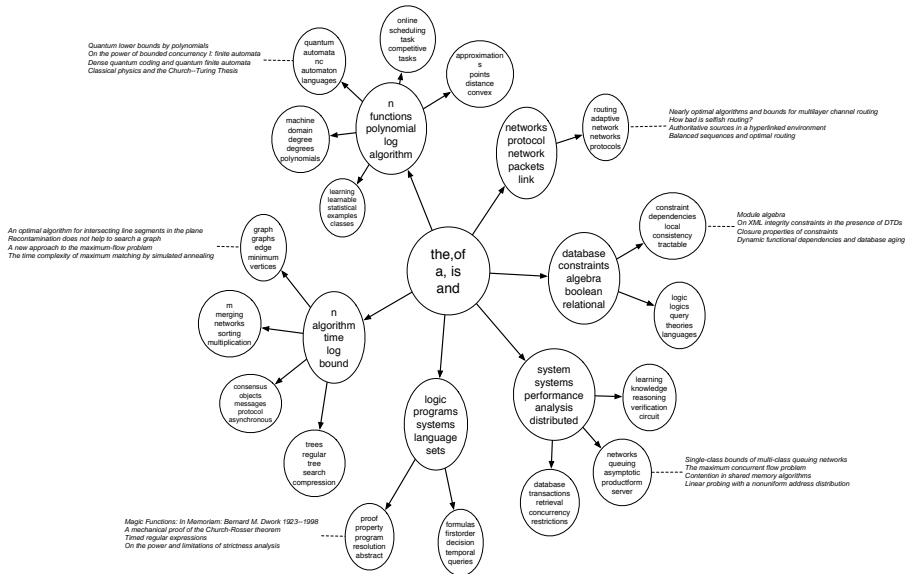 online
scheduling
task
competitive
tasks
quantum
automata
nc
automaton
languages
Quantum lower bounds by polynomials
On the power of bounded concurrency I: finite automata
Dense quantum coding and quantum finite automata
Classical physics and the Church--Turing Thesis
approximation
s
points
distance
convex
n
functions
polynomial
log
algorithm
machine
domain
degree
degrees
polynomials
learning
learnable
statistical
examples
classes
networks
protocol
network
packets
link
routing
adaptive
network
networks
protocols
Nearly optimal algorithms and bounds for multilayer channel routing
How bad is selfish routing?
Authoritative sources in a hyperlinked environment
Balanced sequences and optimal routing
An optimal algorithm for intersecting line segments in the plane
Recontamination does not help to search a graph
A new approach to the maximum-flow problem
The time complexity of maximum matching by simulated annealing
graph
graphs
edge
minimum
vertices
the,of
a, is
and
database
constraints
algebra
boolean
relational
constraint
dependencies
local
consistency
tractable
Module algebra
On XML integrity constraints in the presence of DTDs
Closure properties of constraints
Dynamic functional dependencies and database aging
logic
logics
query
theories
languages
m
merging
networks
sorting
multiplication
n
algorithm
time
log
bound
consensus
objects
messages
protocol
asynchronous
trees
regular
tree
search
compression
logic
programs
systems
language
sets
system
systems
performance
analysis
distributed
learning
knowledge
reasoning
verification
circuit
networks
queuing
asymptotic
productform
server
Single-class bounds of multi-class queuing networks
The maximum concurrent flow problem
Contention in shared memory algorithms
Linear probing with a nonuniform address distribution
database
transactions
retrieval
concurrency
restrictions
Magic Functions: In Memoriam: Bernard M. Dwork 1923--1998
A mechanical proof of the Church-Rosser theorem
Timed regular expressions
On the power and limitations of strictness analysis
proof
property
program
resolution
abstract
formulas
firstorder
decision
temporal
queries